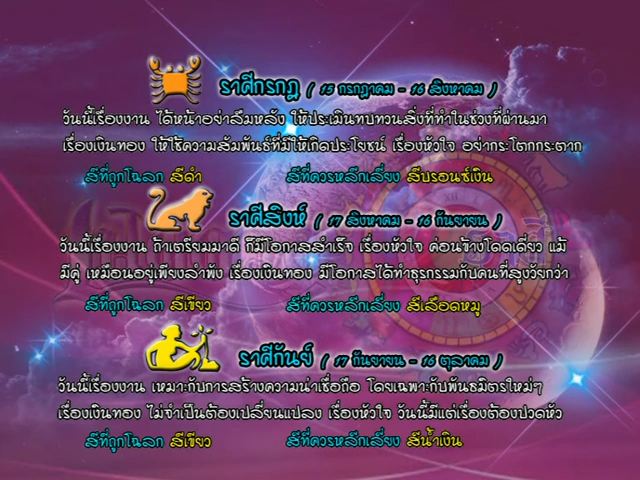 ราศีกรกฎ ( 15 กรกฎาคม - 16 สิงหาคม )
วันนี้เรื่องงาน ได้หน้าอย่าลืมหลัง ให้ประเมินทบทวนสิ่งที่ทำในช่วงที่ผ่านมา
เรื่องเงินทอง ให้ใช้ความสัมพันธ์ที่มีให้เกิดประโยชน์ เรื่องหัวใจ อย่ากระโตกกระตาก
สีที่ถูกโฉลก สีดำ สีที่ควรหลีกเลี่ยง สีบรอนซ์เงิน
ราศีสิงห์ ( 17 สิงหาคม - 16 กันยายน )
วันนี้เรื่องงาน ถ้าเตรียมมาดี ก็มีโอกาสสำเร็จ เรื่องหัวใจ ค่อนข้างโดดเดี่ยว แม้
มีคู่ เหมือนอยู่เพียงลำพัง เรื่องเงินทอง มีโอกาสได้ทำธุรกรรมกับคนที่สูงวัยกว่า
สีที่ถูกโฉลก สีเขียว สีที่ควรหลีกเลี่ยง สีเลือดหมู
ราศีกันย์ ( 17 กันยายน - 16 ตุลาคม )
วันนี้เรื่องงาน เหมาะกับการสร้างความน่าเชื่อถือ โดยเฉพาะกับพันธมิตรใหม่ๆ
เรื่องเงินทอง ไม่จำเป็นต้องเปลี่ยนแปลง เรื่องหัวใจ วันนี้มีแต่เรื่องต้องปวดหัว
สีที่ถูกโฉลก สีเขียว สีที่ควรหลีกเลี่ยง สีน้ำเงิน